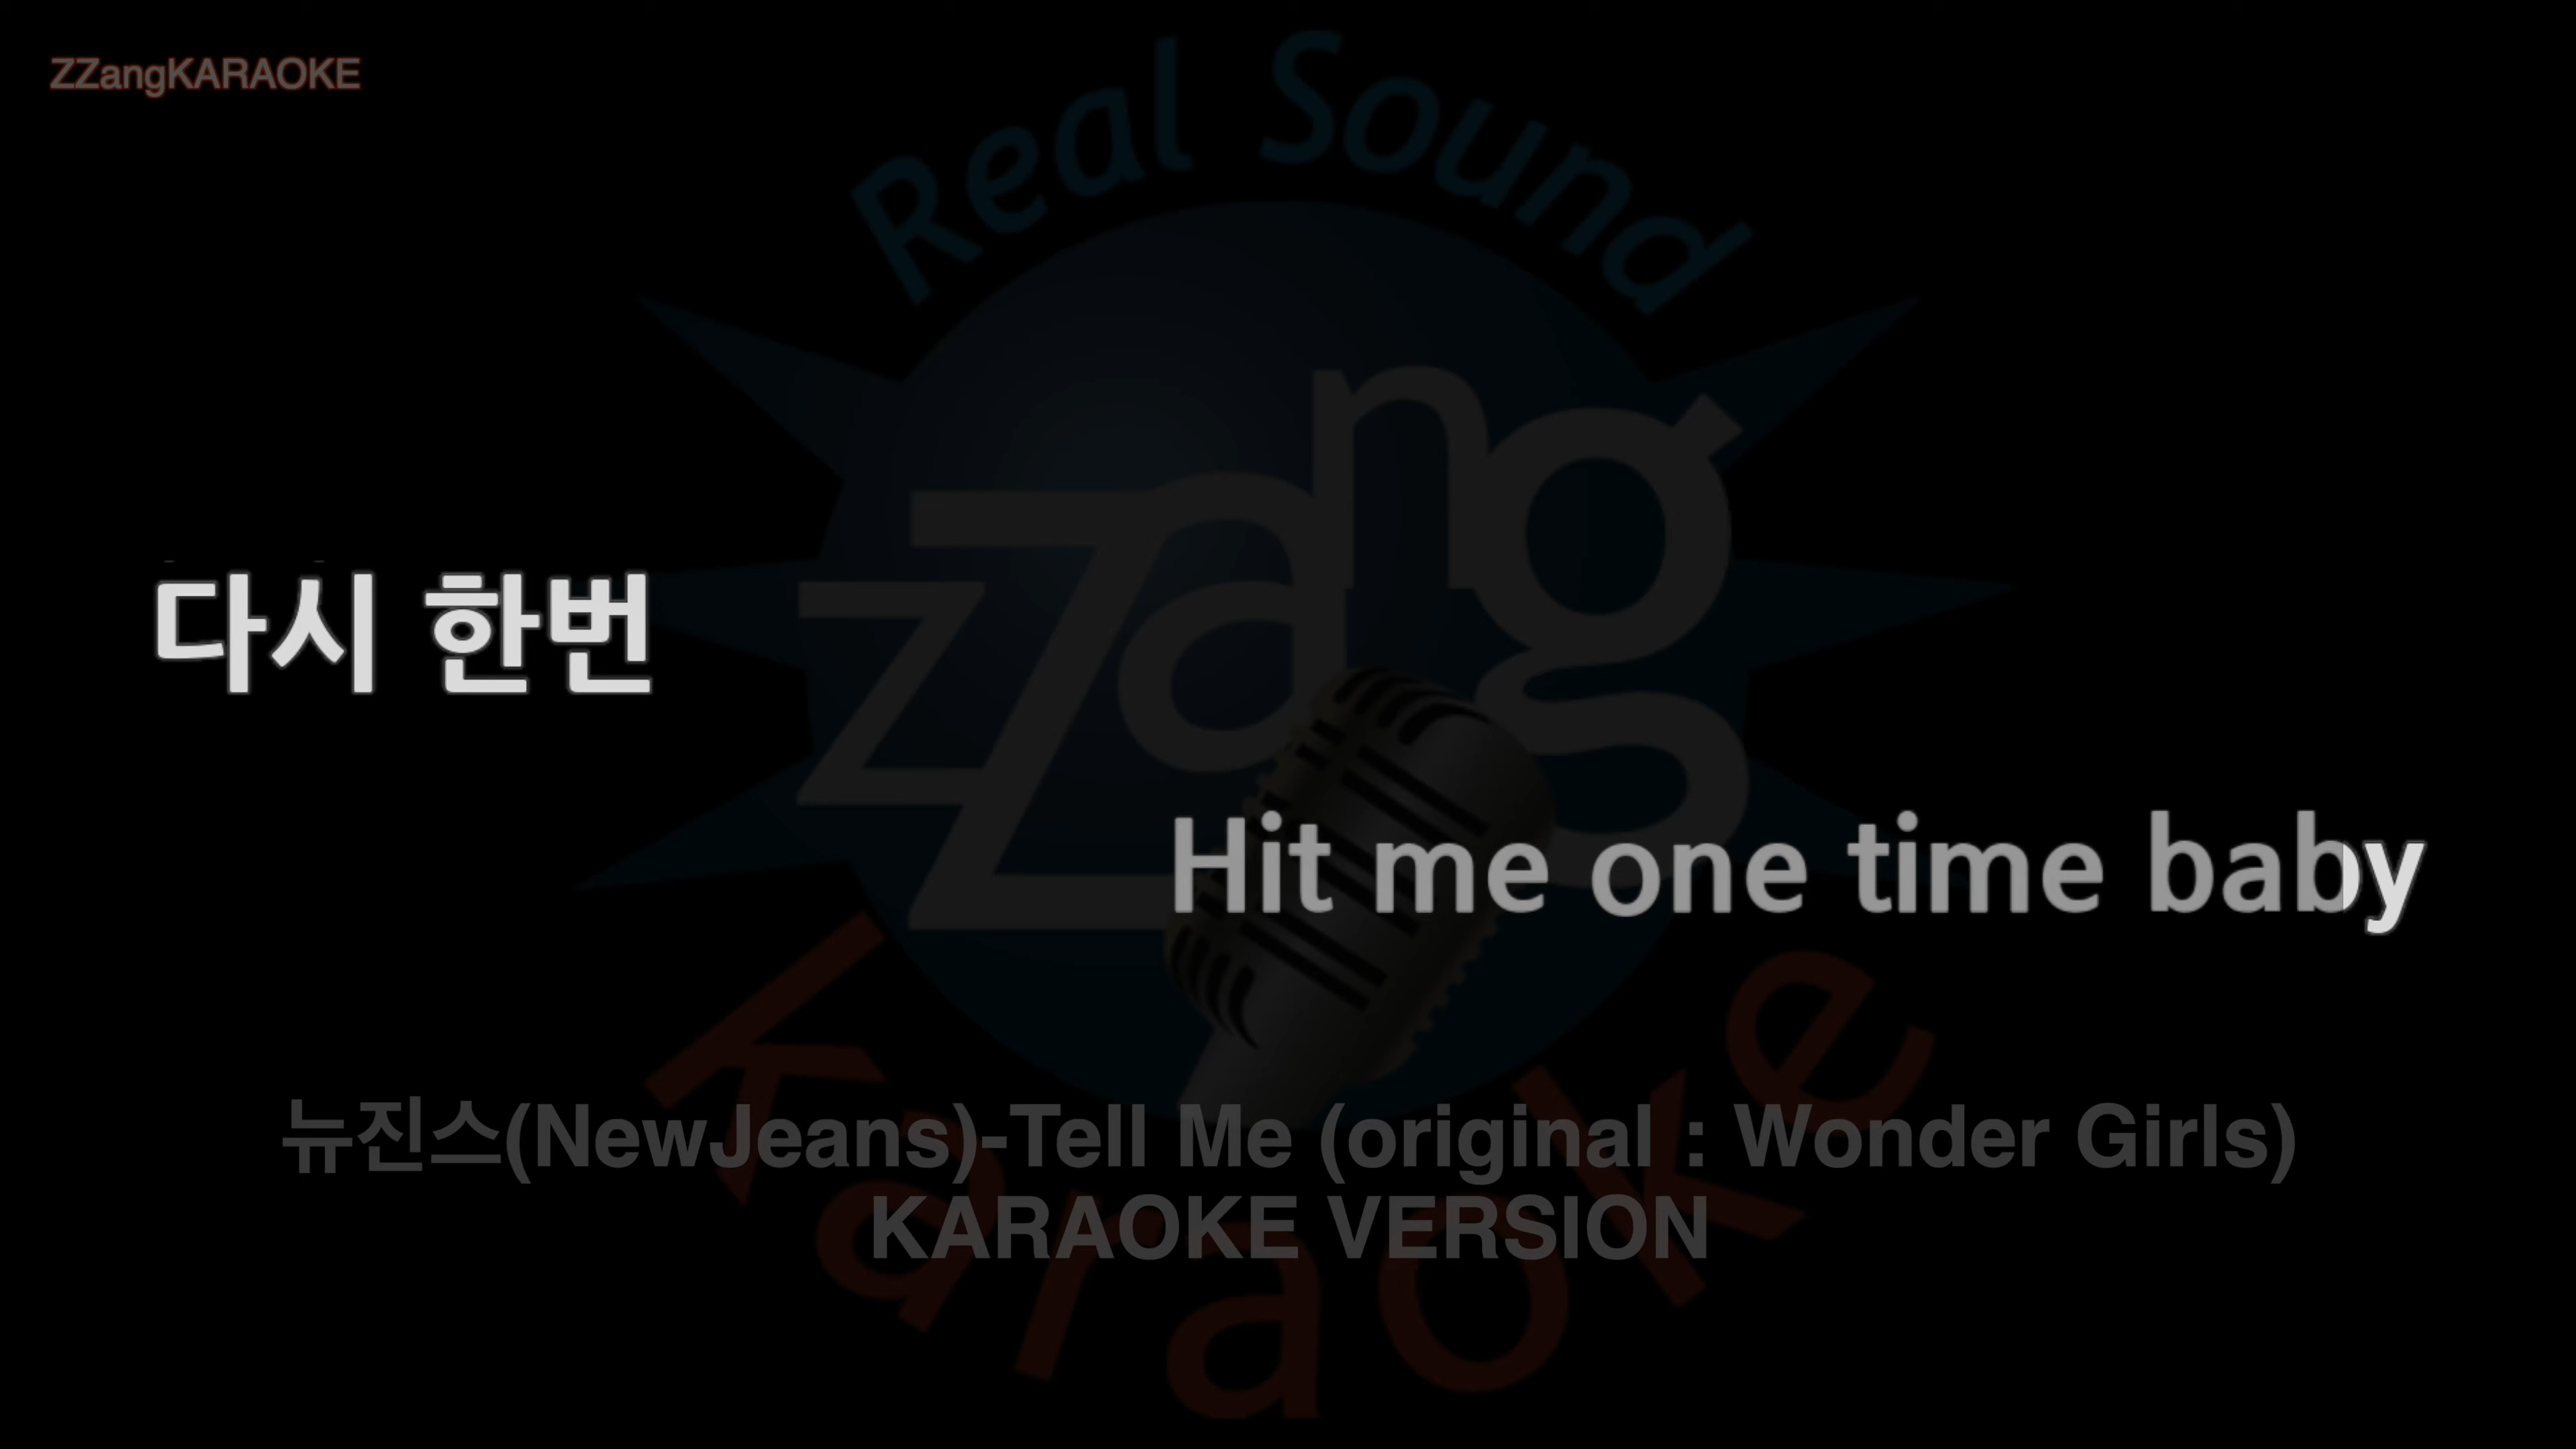 ZZangKARAOKE
Real Sound
zZang
다시 한번
Hit me one time baby
Karaoke
뉴진스(NewJeans)-Tell Me (original : Wonder Girls)
KARAOKE VERSION